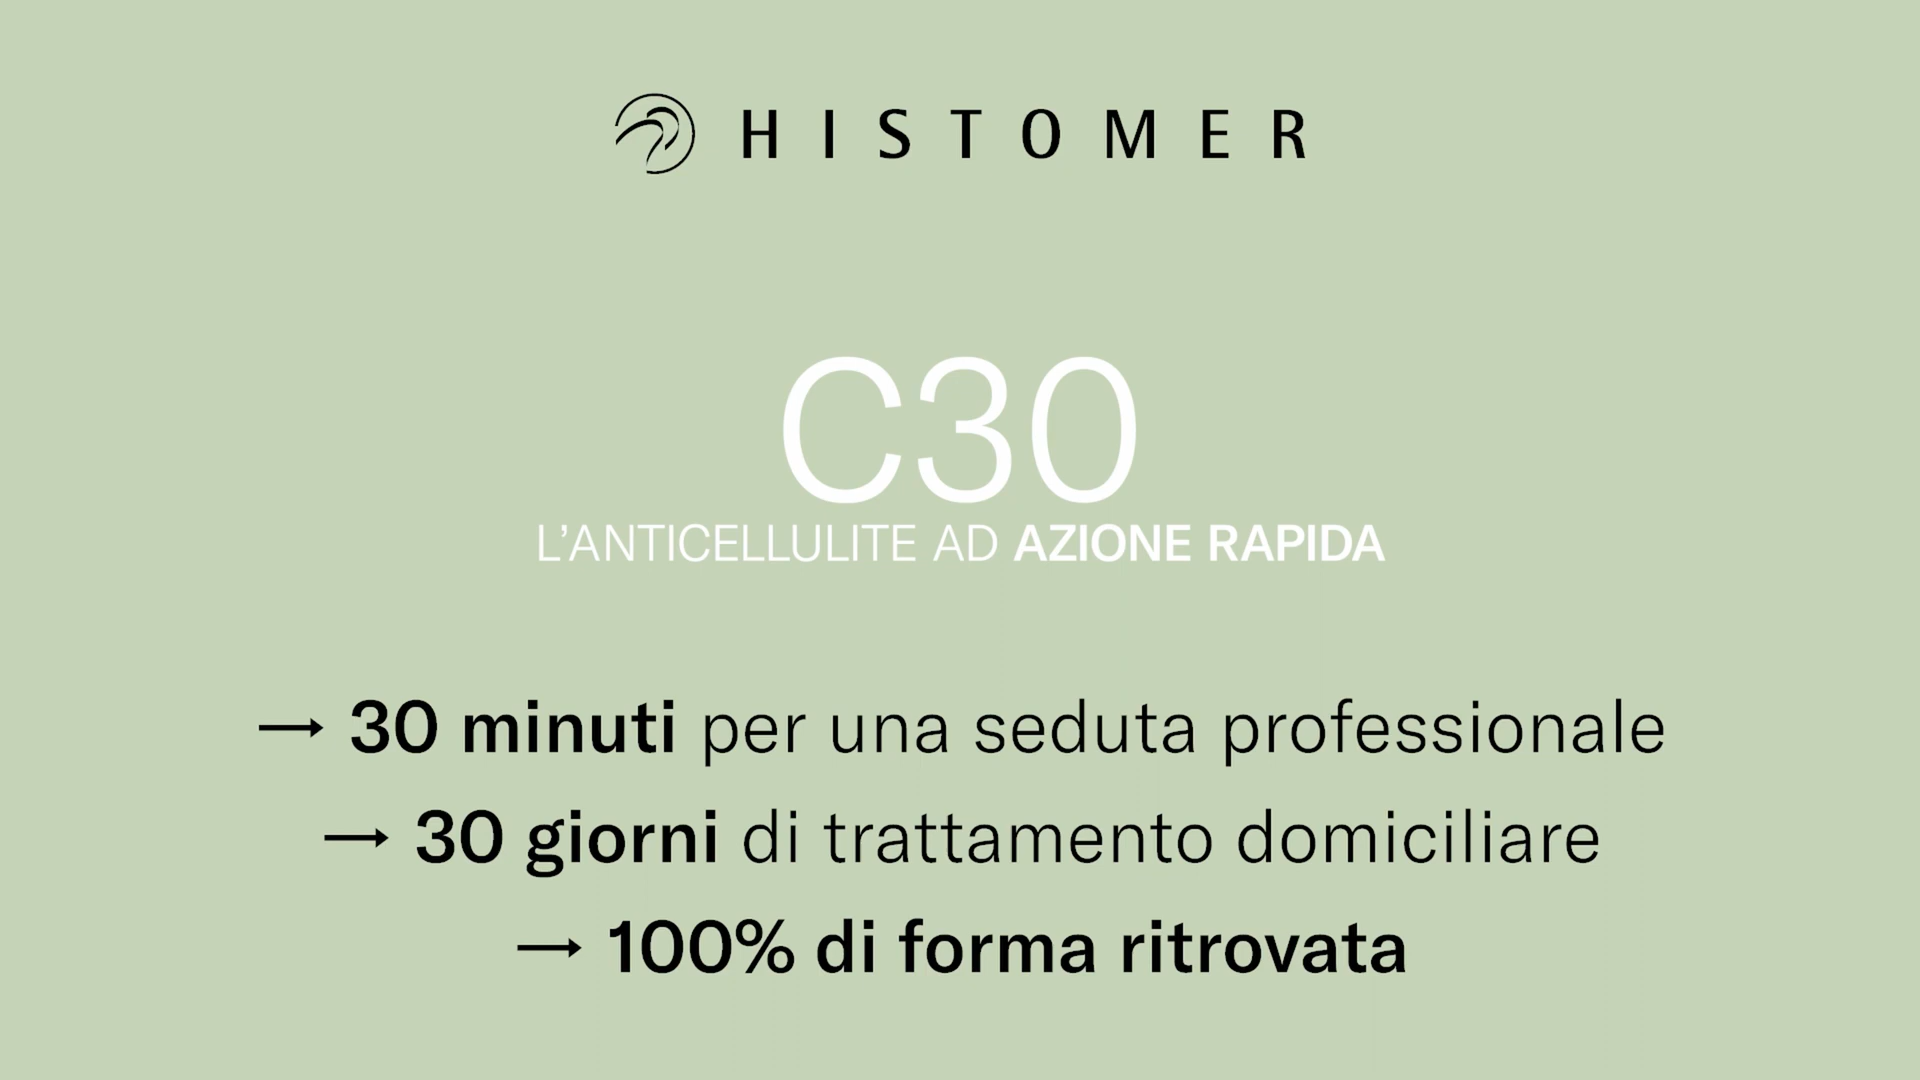 HISTOMER
C30
L’ANTICELLULITE AD AZIONE RAPIDA
→ 30 minuti per una seduta professionale
→ 30 giorni di trattamento domiciliare
→ 100% di forma ritrovata